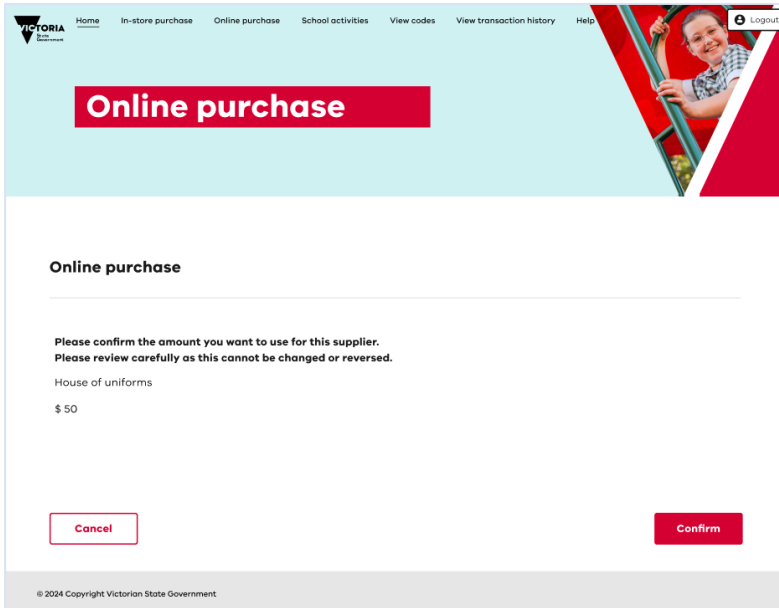 VICTORIA
State
Government
Home In-store purchase Online purchase School activities View codes View transaction history Help
Logout
Online purchase
Online purchase
Please confirm the amount you want to use for this supplier.
Please review carefully as this cannot be changed or reversed.
House of uniforms
$ 50
Cancel
Confirm
© 2024 Copyright Victorian State Government